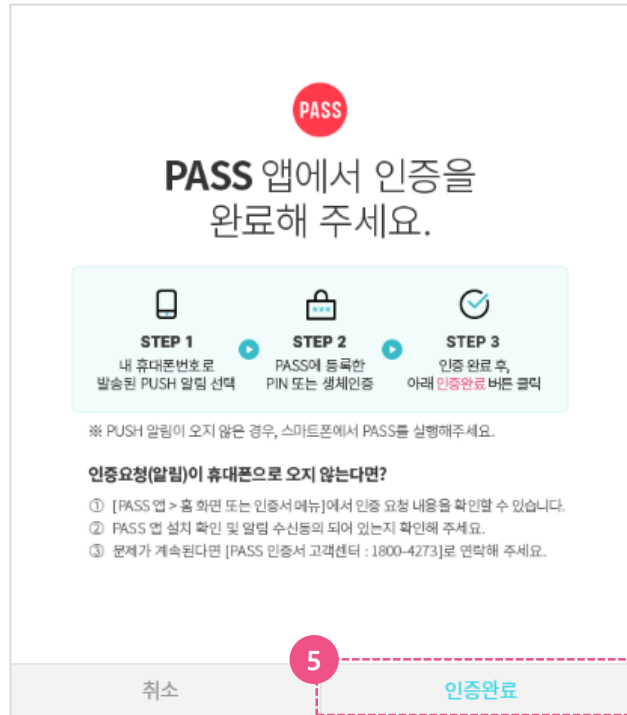 PASS
PASS 앱에서 인증을
완료해 주세요.
STEP 1
내 휴대폰번호로
발송된 PUSH 알림 선택
STEP 2
PASS에 등록한
PIN 또는 생체인증
STEP 3
인증 완료 후,
아래 인증완료 버튼 클릭
※ PUSH 알림이 오지 않은 경우, 스마트폰에서 PASS를 실행해주세요.
인증요청(알림)이 휴대폰으로 오지 않는다면?
① [PASS 앱 > 홈 화면 또는 인증서 메뉴]에서 인증 요청 내용을 확인할 수 있습니다.
② PASS 앱 설치 확인 및 알림 수신동의 되어 있는지 확인해 주세요.
③ 문제가 계속된다면 [PASS 인증서 고객센터 : 1800-4273]로 연락해 주세요.
5
취소
인증완료